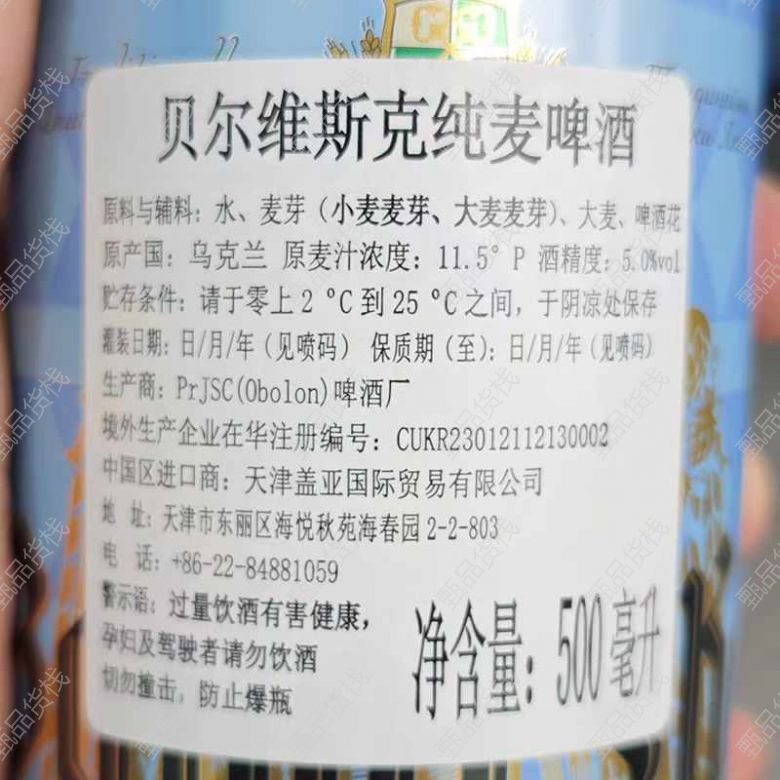 贝尔维斯克纯麦啤酒
原料与辅料：水、麦芽（小麦麦芽、大麦麦芽）、大麦、啤酒花
原产国：乌克兰 原麦汁浓度：11.5°P 酒精度：5.0%vol
贮存条件：请于零上2℃到25℃之间，于阴凉处保存
灌装日期：日/月/年（见喷码） 保质期（至）：日/月/年（见喷码）
生产商：PrJSC(Obolon)啤酒厂
境外生产企业在华注册编号：CUKR23012112130002
中国区进口商：天津盖亚国际贸易有限公司
地 址：天津市东丽区海悦秋苑海春园2-2-803
电 话：+86-22-84881059
警示语：过量饮酒有害健康，
孕妇及驾驶者请勿饮酒
切勿撞击，防止爆瓶
净含量：500毫升
甄品货栈